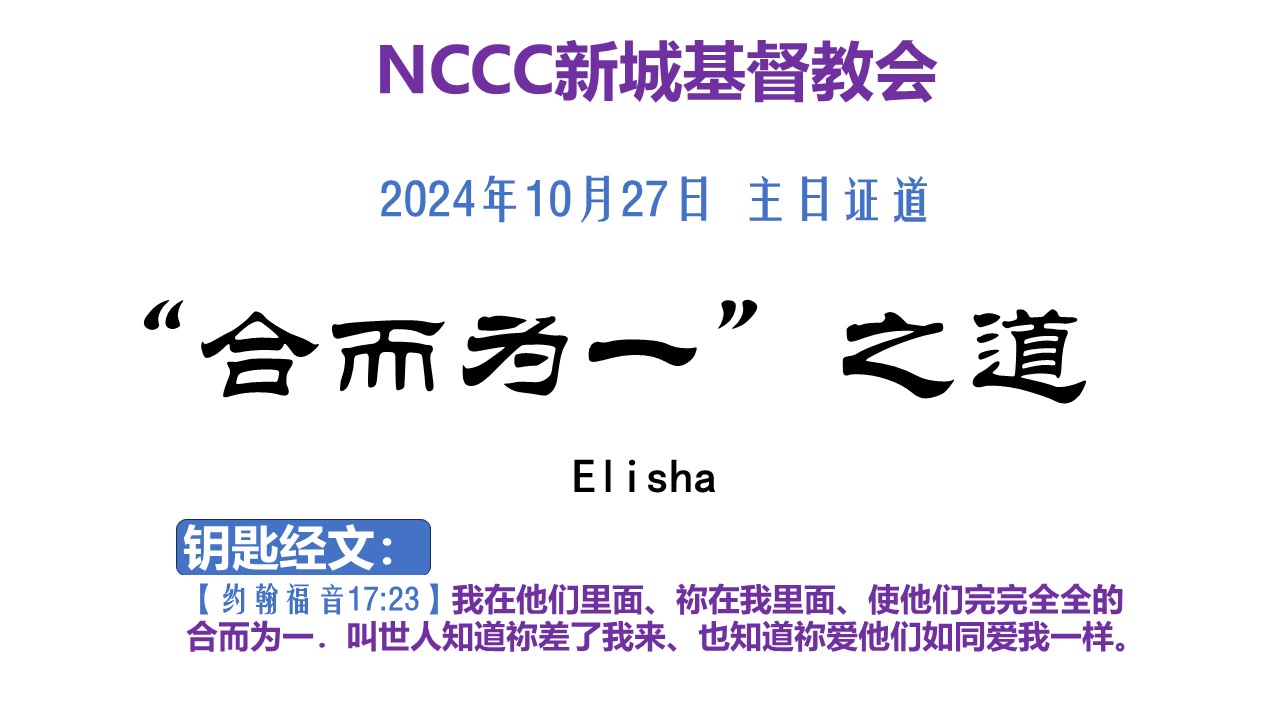 NCCC新城基督教会
2024年10月27日 主日证道
“合而为一”之道
Elisha
钥匙经文：
【约翰福音17:23】我在他们里面、祢在我里面、使他们完完全全的
合而为一．叫世人知道祢差了我来、也知道祢爱他们如同爱我一样。